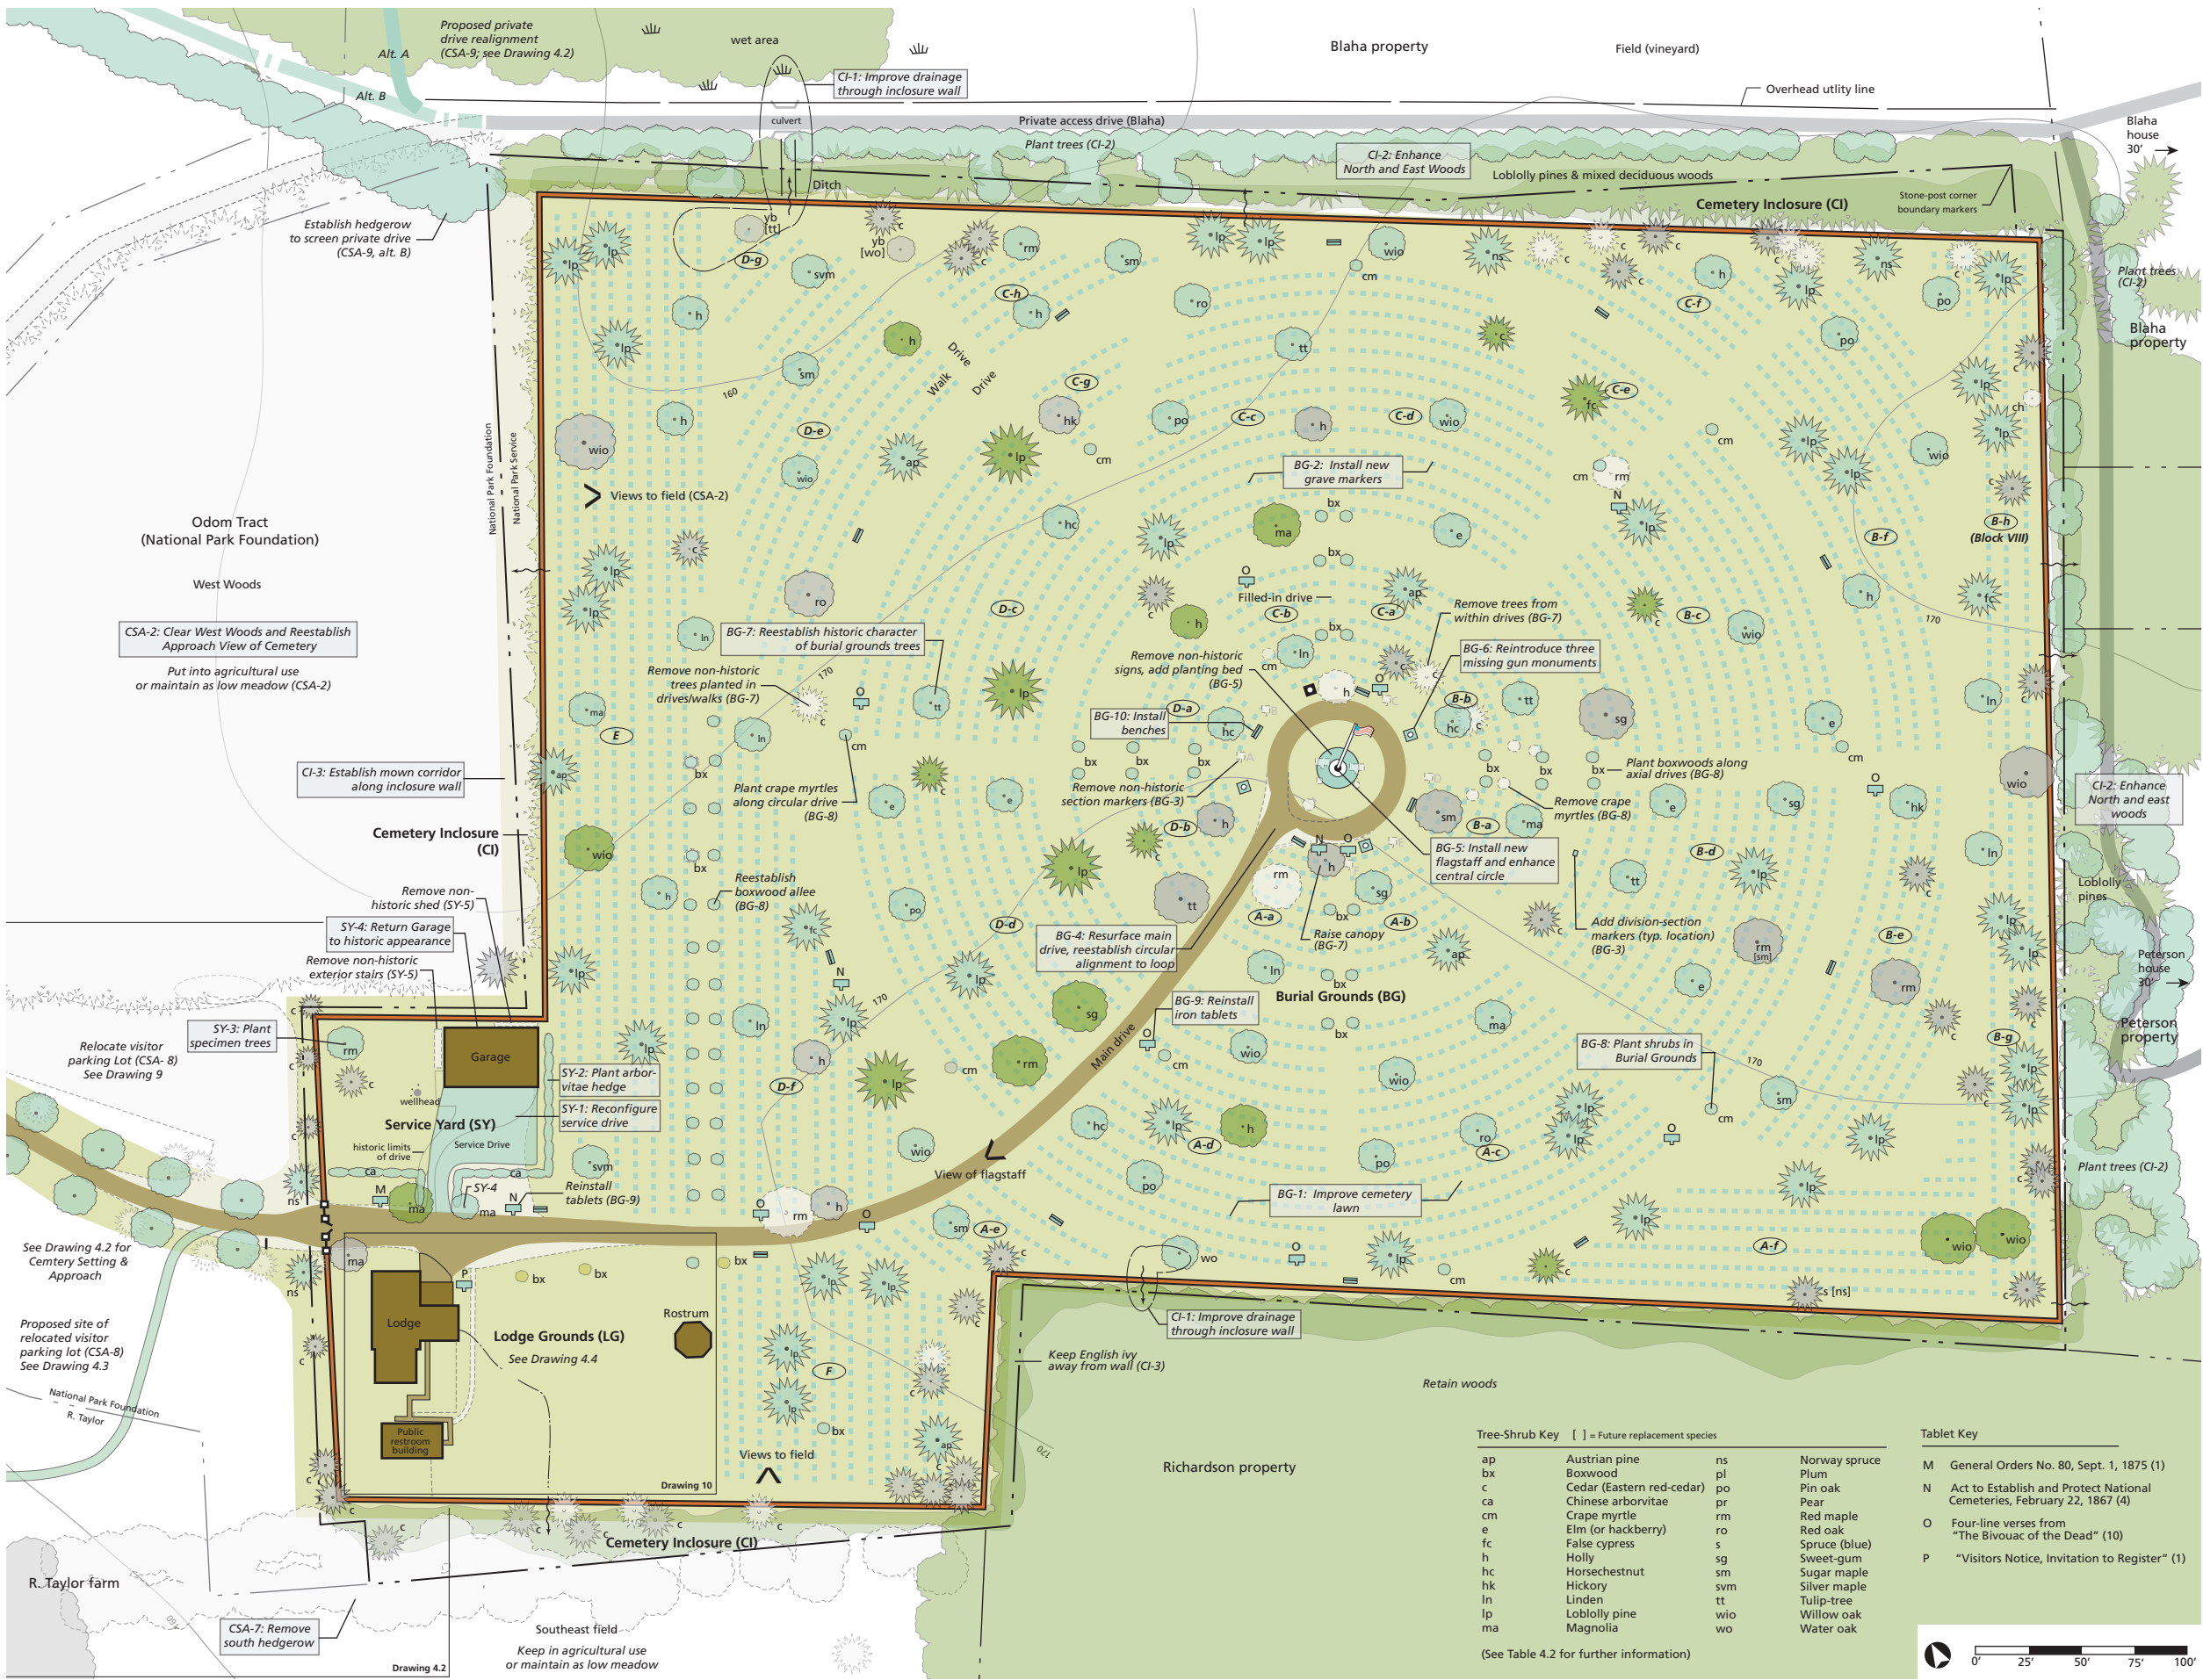 Proposed private
drive realignment
(CSA-9; see Drawing 4.2)
Alt. A
Alt. B
wet area
CI-1: Improve drainage
through inclosure wall
culvert
Blaha property
Field (vineyard)
Overhead utlity line
Private access drive (Blaha)
Plant trees (CI-2)
CI-2: Enhance
North and East Woods
Loblolly pines & mixed deciduous woods
Ditch
Cemetery Inclosure (CI)
Stone-post corner
boundary markers
Blaha
house
30'
Plant trees
(CI-2)
Blaha
property
Establish hedgerow
to screen private drive
(CSA-9, alt. B)
yb
[tt]
yb
[wo]
D-g
C-h
C-f
Drive
Walk
Drive
160
C-g
C-c
C-d
C-e
D-e
National Park Foundation
National Park Service
Views to field (CSA-2)
BG-2: Install new
grave markers
Odom Tract
(National Park Foundation)
West Woods
CSA-2: Clear West Woods and Reestablish
Approach View of Cemetery
Put into agricultural use
or maintain as low meadow (CSA-2)
B-h
(Block VIII)
B-f
D-c
Filled-in drive
C-b
C-a
Remove trees from
within drives (BG-7)
B-c
170
BG-7: Reestablish historic character
of burial grounds trees
Remove non-historic
signs, add planting bed
(BG-5)
BG-6: Reintroduce three
missing gun monuments
Remove non-historic
trees planted in
drives/walks (BG-7)
170
BG-10: Install
benches
D-a
B-b
E
CI-3: Establish mown corridor
along inclosure wall
Plant crape myrtles
along circular drive
(BG-8)
Remove non-historic
section markers (BG-3)
Plant boxwoods along
axial drives (BG-8)
Remove crape
myrtles (BG-8)
CI-2: Enhance
North and east
woods
Cemetery Inclosure
(CI)
D-b
B-a
BG-5: Install new
flagstaff and enhance
central circle
B-d
Remove non-
historic shed (SY-5)
Reestablish
boxwood allee
(BG-8)
Loblolly
pines
SY-4: Return Garage
to historic appearance
Remove non-historic
exterior stairs (SY-5)
D-d
A-a
A-b
Raise canopy
(BG-7)
BG-4: Resurface main
drive, reestablish circular
alignment to loop
Add division-section
markers (typ. location)
(BG-3)
B-e
Peterson
house
30'
Burial Grounds (BG)
BG-9: Reinstall
iron tablets
170
SY-3: Plant
specimen trees
Relocate visitor
parking Lot (CSA- 8)
See Drawing 9
Garage
SY-2: Plant arbor-
vitae hedge
SY-1: Reconfigure
service drive
wellhead
Service Yard (SY)
historic limits
of drive
Service Drive
D-f
Main drive
BG-8: Plant shrubs in
Burial Grounds
170
B-g
Peterson
property
A-d
A-c
View of flagstaff
BG-1: Improve cemetery
lawn
Plant trees (CI-2)
SY-4
Reinstall
tablets (BG-9)
A-e
A-f
See Drawing 4.2 for
Cemtery Setting &
Approach
Proposed site of
relocated visitor
parking lot (CSA-8)
See Drawing 4.3
National Park Foundation
R. Taylor
Lodge
Lodge Grounds (LG)
See Drawing 4.4
Rostrum
Public
restroom
building
Drawing 10
F
Views to field
CI-1: Improve drainage
through inclosure wall
Keep English ivy
away from wall (CI-3)
s [ns]
Retain woods
170
Richardson property
Cemetery Inclosure (CI)
R. Taylor farm
160
CSA-7: Remove
south hedgerow
Drawing 4.2
Southeast field
Keep in agricultural use
or maintain as low meadow
Tree-Shrub Key [ ] = Future replacement species
ap Austrian pine
bx Boxwood
c Cedar (Eastern red-cedar)
ca Chinese arborvitae
cm Crape myrtle
e Elm (or hackberry)
fc False cypress
h Holly
hc Horsechestnut
hk Hickory
ln Linden
lp Loblolly pine
ma Magnolia
ns Norway spruce
pl Plum
po Pin oak
pr Pear
rm Red maple
ro Red oak
s Spruce (blue)
sg Sweet-gum
sm Sugar maple
svm Silver maple
tt Tulip-tree
wio Willow oak
wo Water oak
(See Table 4.2 for further information)
Tablet Key
M General Orders No. 80, Sept. 1, 1875 (1)
N Act to Establish and Protect National
Cemeteries, February 22, 1867 (4)
O Four-line verses from
"The Bivouac of the Dead" (10)
P "Visitors Notice, Invitation to Register" (1)
0' 25' 50' 75' 100'